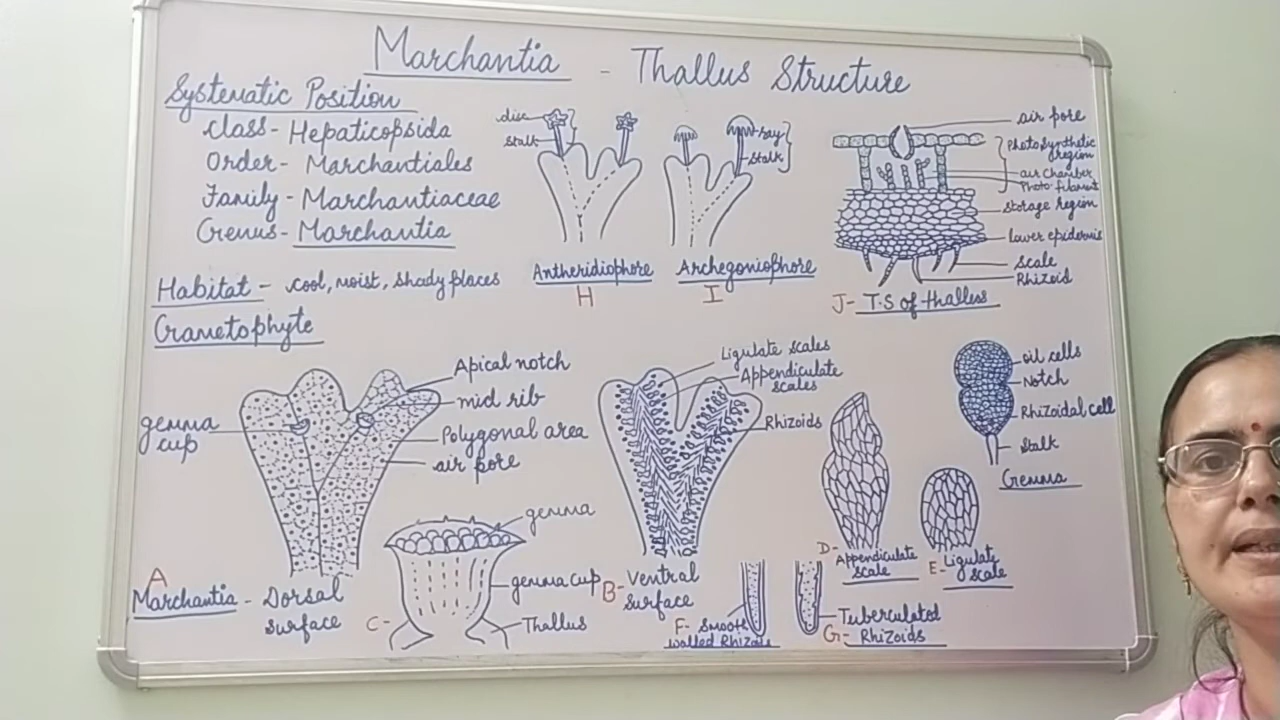 Marchantia - Thallus Structure
Systematic Position
Class - Hepaticopsida
Order - Marchantiales
Family - Marchantiaceae
Genus - Marchantia
Habitat - cool, moist, shady places
Gametophyte
disc
stalk
Antheridiophore
H
ray
stalk
Archegoniophore
I
air pore
Photosynthetic
region
air chamber
Photo. filament
Storage region
lower epidermis
Scale
Rhizoid
J - T.S of thalless
gemma
cup
Apical notch
mid rib
Polygonal area
air pore
A
Marchantia - Dorsal
surface
gemma
gemma cup
Thallus
C -
Ligulate scales
Appendiculate
scales
Rhizoids
B - Ventral
surface
D - Appendiculate
scale
E - Ligulate
scale
oil cells
Notch
Rhizoidal cell
Stalk
Gemma
F - Smooth
walled Rhizoids
Tuberculated
G - Rhizoids